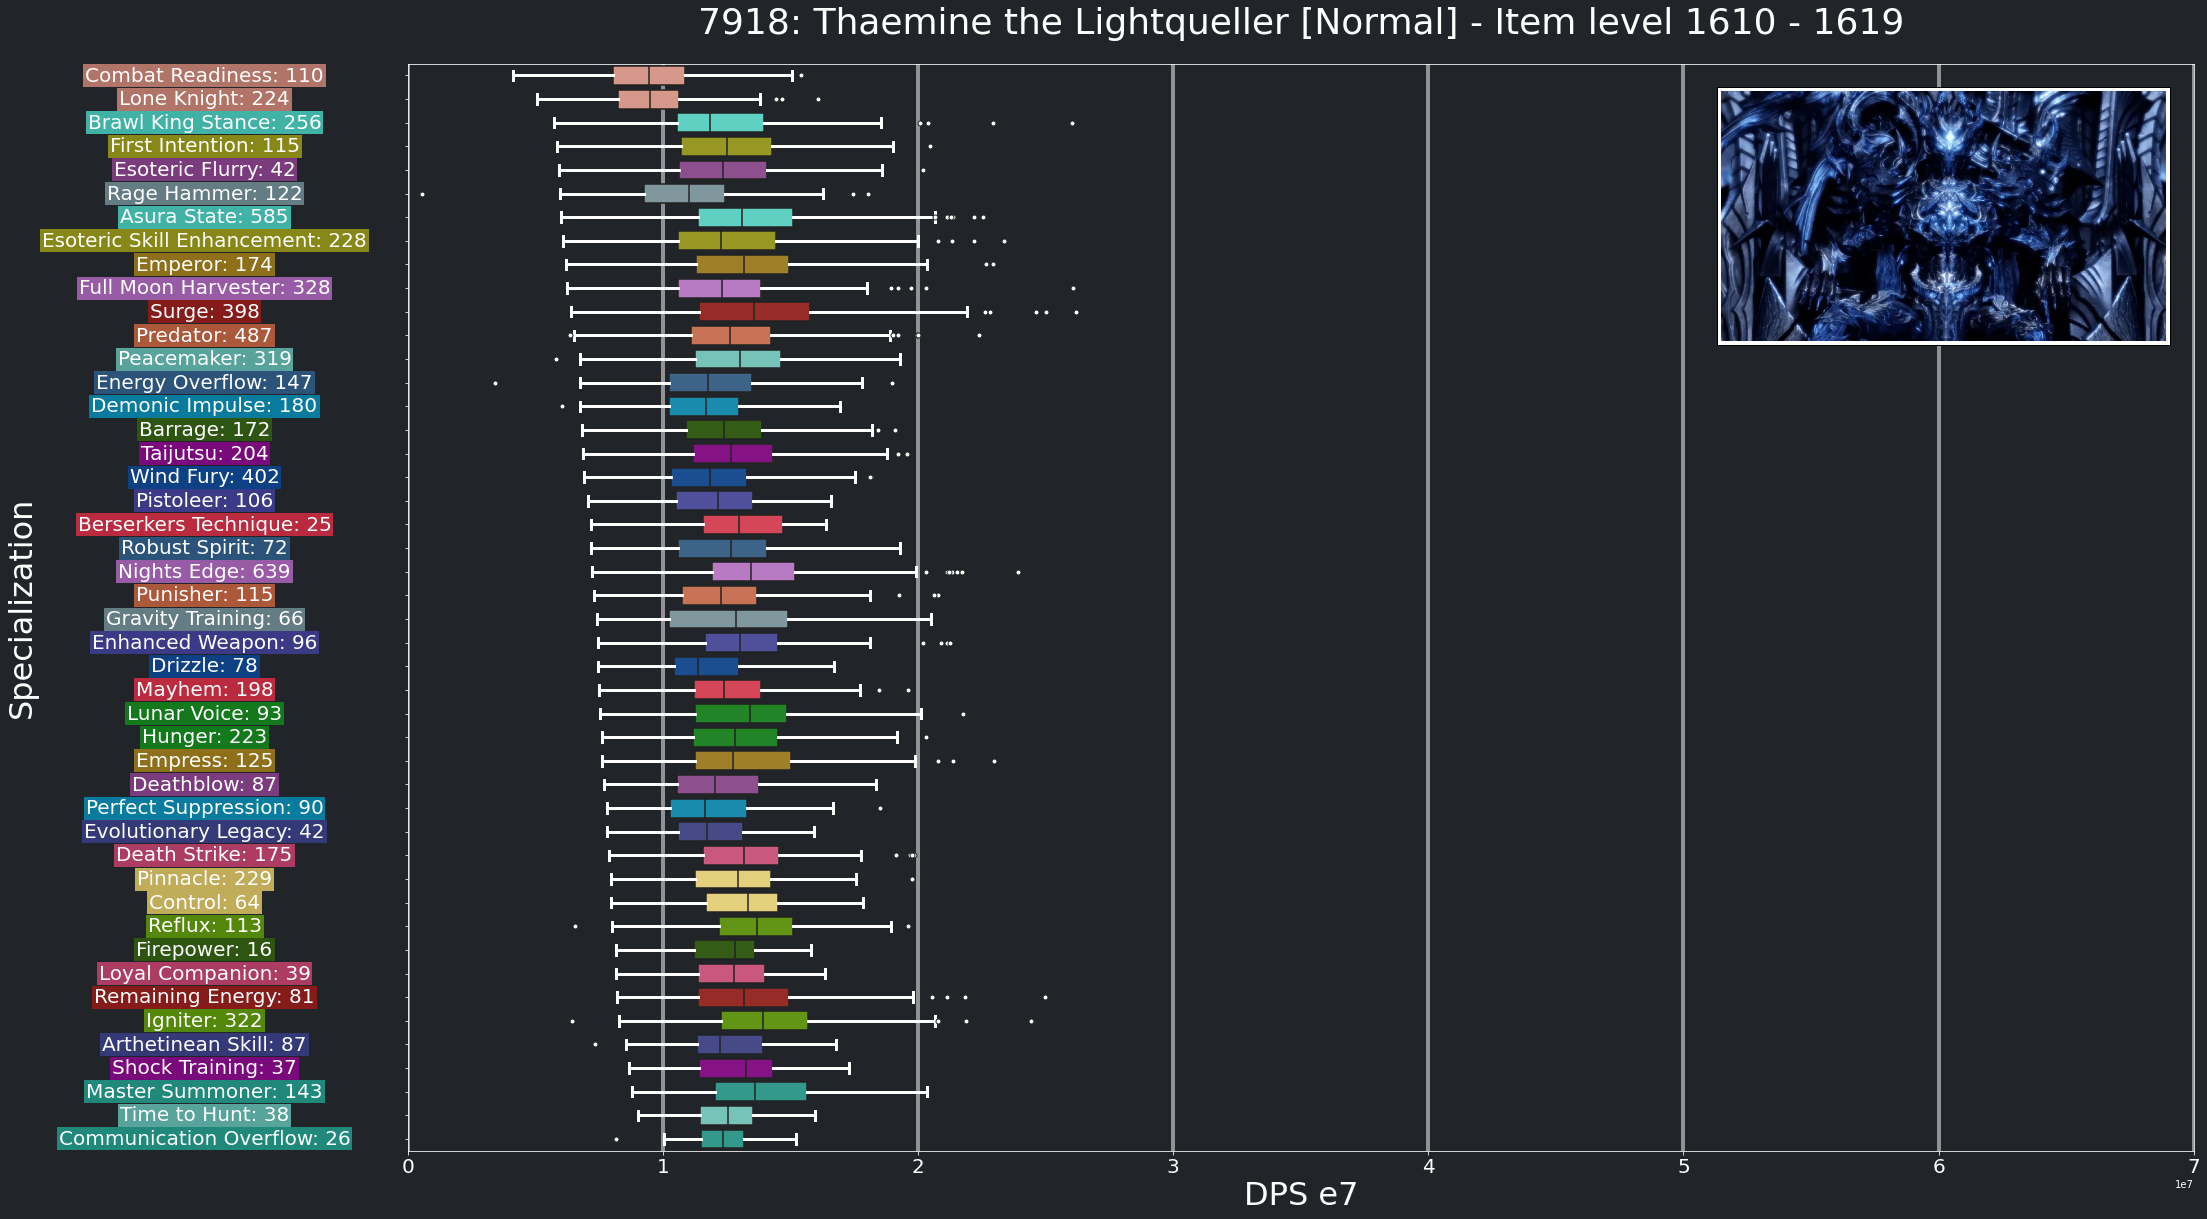 7918: Thaemine the Lightqueller [Normal] - Item level 1610 - 1619
Specialization
Combat Readiness: 110
Lone Knight: 224
Brawl King Stance: 256
First Intention: 115
Esoteric Flurry: 42
Rage Hammer: 122
Asura State: 585
Esoteric Skill Enhancement: 228
Emperor: 174
Full Moon Harvester: 328
Surge: 398
Predator: 487
Peacemaker: 319
Energy Overflow: 147
Demonic Impulse: 180
Barrage: 172
Taijutsu: 204
Wind Fury: 402
Pistoleer: 106
Berserkers Technique: 25
Robust Spirit: 72
Nights Edge: 639
Punisher: 115
Gravity Training: 66
Enhanced Weapon: 96
Drizzle: 78
Mayhem: 198
Lunar Voice: 93
Hunger: 223
Empress: 125
Deathblow: 87
Perfect Suppression: 90
Evolutionary Legacy: 42
Death Strike: 175
Pinnacle: 229
Control: 64
Reflux: 113
Firepower: 16
Loyal Companion: 39
Remaining Energy: 81
Igniter: 322
Arthetinean Skill: 87
Shock Training: 37
Master Summoner: 143
Time to Hunt: 38
Communication Overflow: 26
0 1 2 3 4 5 6 7
DPS e7
1e7